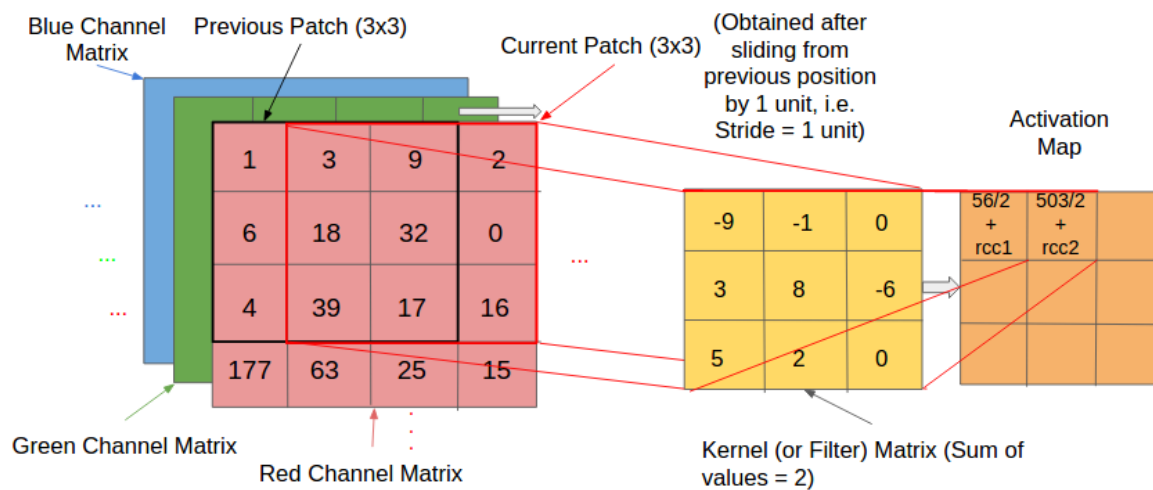 Blue Channel
Matrix
Previous Patch (3x3)
Current Patch (3x3)
(Obtained after
sliding from
previous position
by 1 unit, i.e.
Stride = 1 unit)
Activation
Map
1 3 9 2
6 18 32 0
4 39 17 16
177 63 25 15
...
...
...
...
-9 -1 0
3 8 -6
5 2 0
56/2 503/2
+ +
rcc1 rcc2
Green Channel Matrix
Red Channel Matrix
Kernel (or Filter) Matrix (Sum of
values = 2)